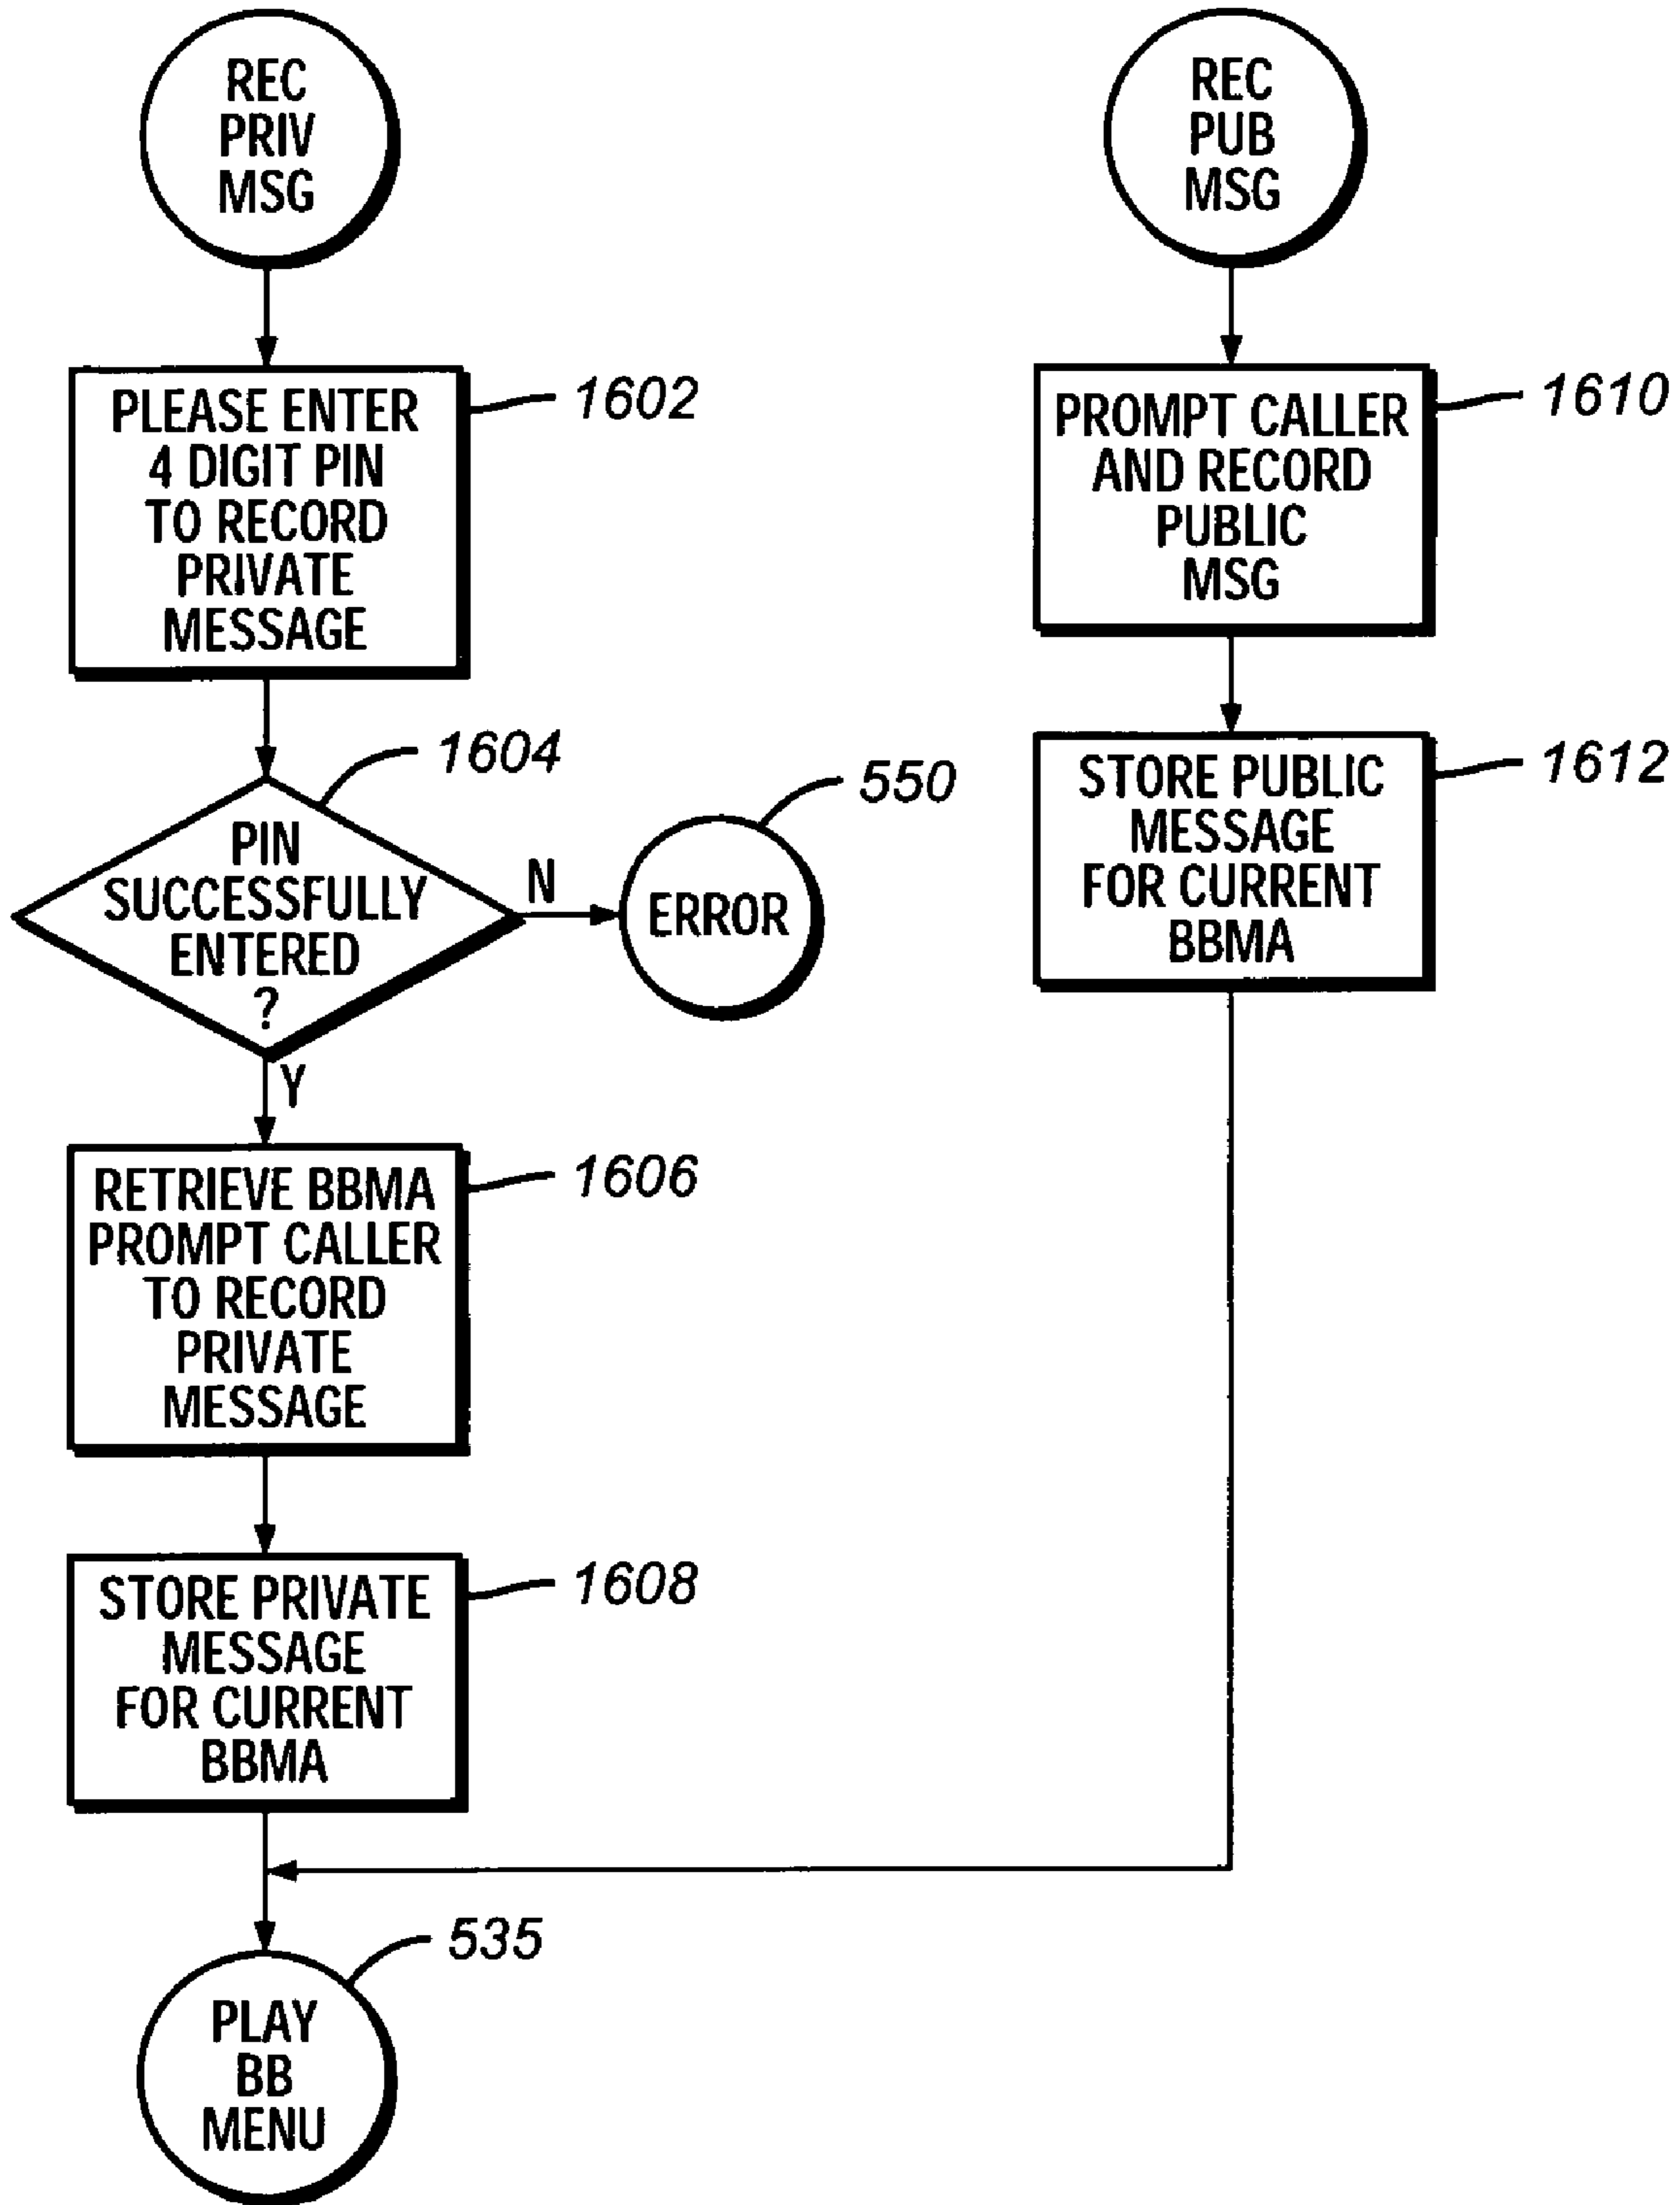 REC
PRIV
MSG
PLEASE ENTER
4 DIGIT PIN
TO RECORD
PRIVATE
MESSAGE
1602
1604
PIN
SUCCESSFULLY
ENTERED
?
N
ERROR
550
Y
RETRIEVE BBMA
PROMPT CALLER
TO RECORD
PRIVATE
MESSAGE
1606
STORE PRIVATE
MESSAGE
FOR CURRENT
BBMA
1608
REC
PUB
MSG
PROMPT CALLER
AND RECORD
PUBLIC
MSG
1610
STORE PUBLIC
MESSAGE
FOR CURRENT
BBMA
1612
535
PLAY
BB
MENU